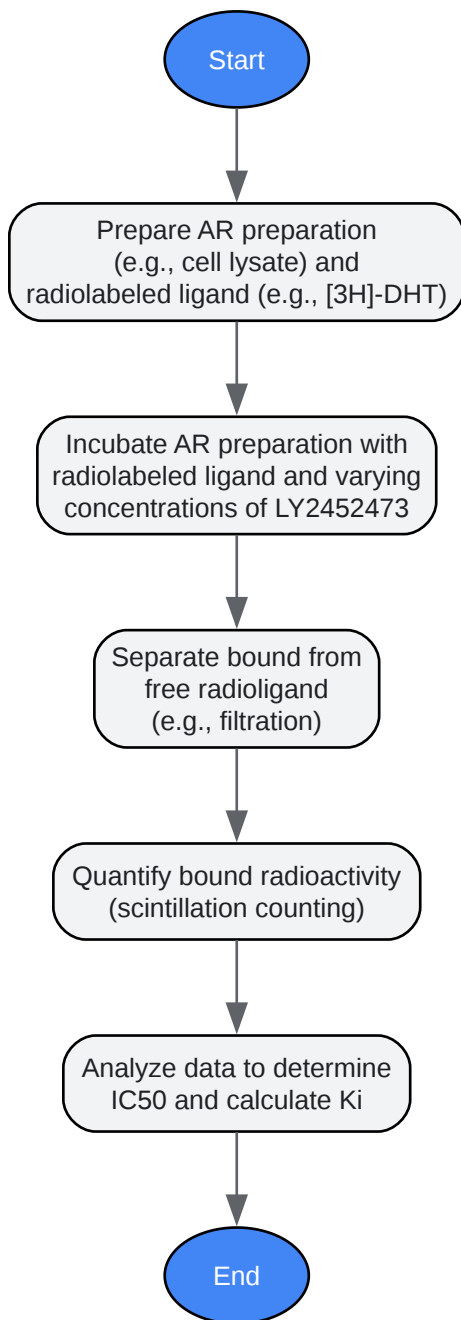 Start
Prepare AR preparation
(e.g., cell lysate) and
radiolabeled ligand (e.g., [3H]-DHT)
Incubate AR preparation with
radiolabeled ligand and varying
concentrations of LY2452473
Separate bound from
free radioligand
(e.g., filtration)
Quantify bound radioactivity
(scintillation counting)
Analyze data to determine
IC50 and calculate Ki
End